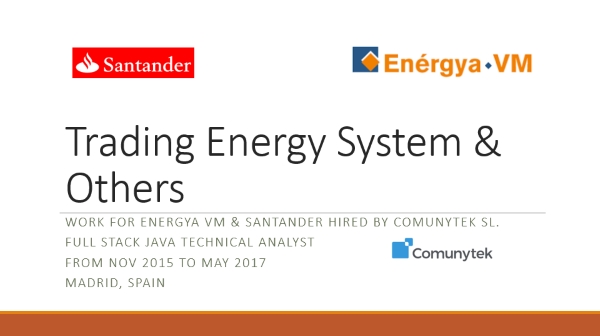 Santander
Enérgya VM
Trading Energy System &
Others
WORK FOR ENERGYA VM & SANTANDER HIRED BY COMUNYTEK SL.
FULL STACK JAVA TECHNICAL ANALYST
Comunytek
FROM NOV 2015 TO MAY 2017
MADRID, SPAIN